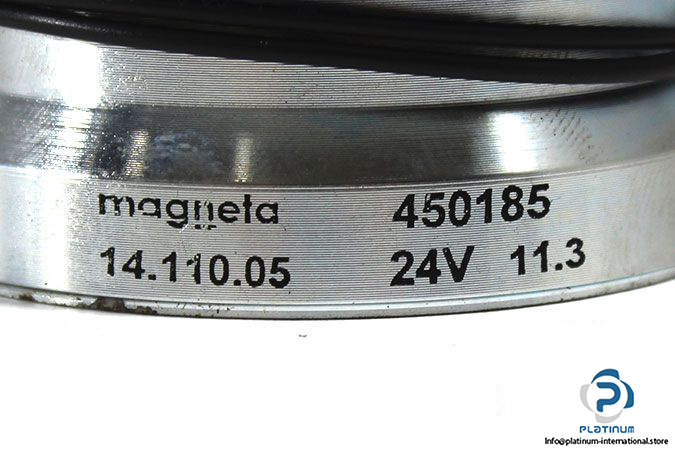 magneta 450185
14.110.05 24V 11.3
PLATINUM
Info@platinum-international.store